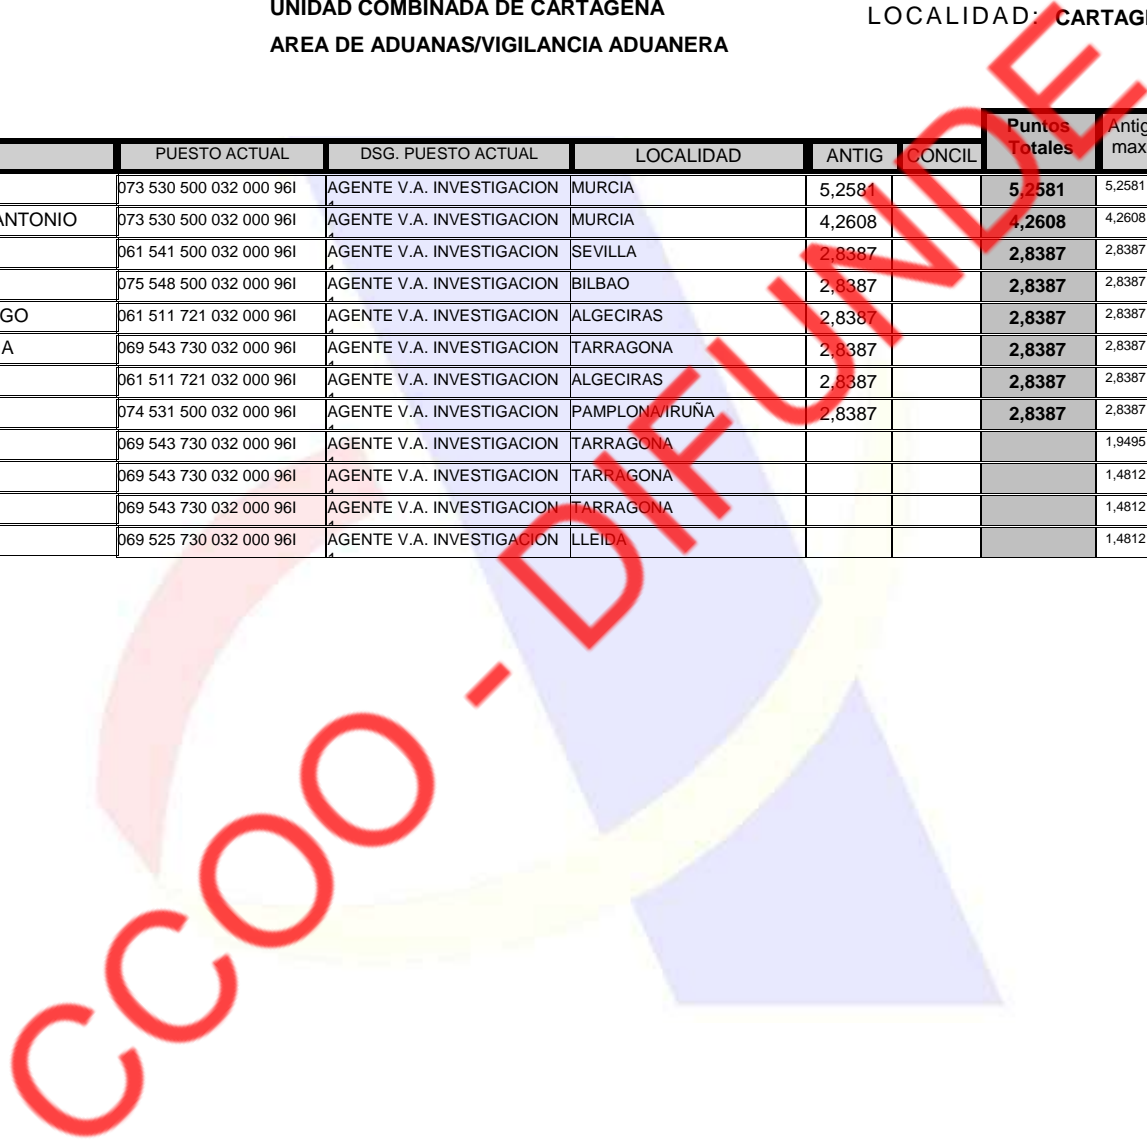 UNIDAD COMBINADA DE CARTAGENA
LOCALIDAD: CARTAG
AREA DE ADUANAS/VIGILANCIA ADUANERA
PUESTO ACTUAL DSG. PUESTO ACTUAL LOCALIDAD ANTIG CONCIL Puntos Totales Antig max
073 530 500 032 000 96I AGENTE V.A. INVESTIGACION MURCIA 5,2581 5,2581 5,2581
ANTONIO 073 530 500 032 000 96I AGENTE V.A. INVESTIGACION MURCIA 4,2608 4,2608 4,2608
061 541 500 032 000 96I AGENTE V.A. INVESTIGACION SEVILLA 2,8387 2,8387 2,8387
075 548 500 032 000 96I AGENTE V.A. INVESTIGACION BILBAO 2,8387 2,8387 2,8387
GO 061 511 721 032 000 96I AGENTE V.A. INVESTIGACION ALGECIRAS 2,8387 2,8387 2,8387
A 069 543 730 032 000 96I AGENTE V.A. INVESTIGACION TARRAGONA 2,8387 2,8387 2,8387
061 511 721 032 000 96I AGENTE V.A. INVESTIGACION ALGECIRAS 2,8387 2,8387 2,8387
074 531 500 032 000 96I AGENTE V.A. INVESTIGACION PAMPLONA/IRUÑA 2,8387 2,8387 2,8387
069 543 730 032 000 96I AGENTE V.A. INVESTIGACION TARRAGONA 1,9495
069 543 730 032 000 96I AGENTE V.A. INVESTIGACION TARRAGONA 1,4812
069 543 730 032 000 96I AGENTE V.A. INVESTIGACION TARRAGONA 1,4812
069 525 730 032 000 96I AGENTE V.A. INVESTIGACION LLEIDA 1,4812
CCOO - DIFUNDE